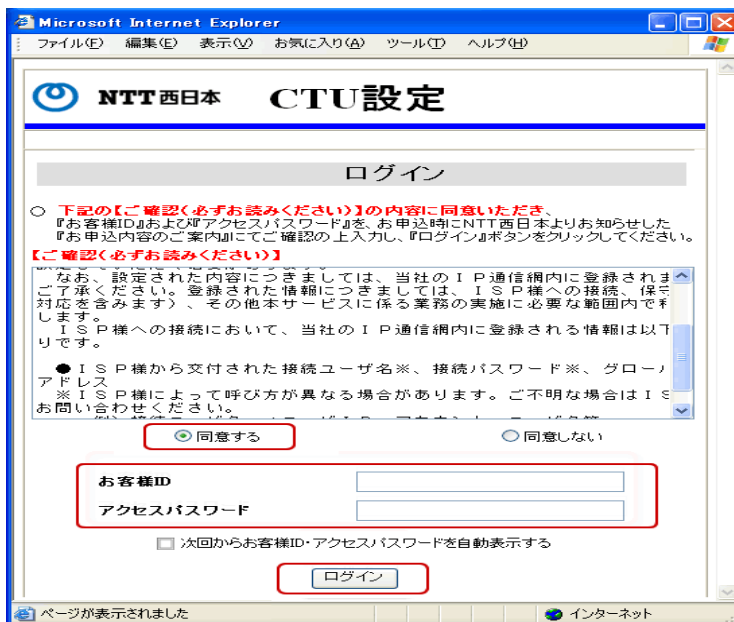 Microsoft Internet Explorer
ファイル(F) 編集(E) 表示(V) お気に入り(A) ツール(T) ヘルプ(H)
NTT西日本 CTU設定
ログイン
○ 下記の【ご確認(必ずお読みください)】の内容に同意いただき、
『お客様ID』および『アクセスパスワード』を、お申込時にNTT西日本よりお知らせした
『お申込内容のご案内』にてご確認の上入力し、『ログイン』ボタンをクリックしてください。
【ご確認(必ずお読みください)】
なお、設定された内容につきましては、当社のIP通信網内に登録されま
ご了承ください。登録された情報につきましては、ISP様への接続、保守
対応を含みます)、その他本サービスに係る業務の実施に必要な範囲内で利
します。
ISP様への接続において、当社のIP通信網内に登録される情報は以下
りです。
●ISP様から交付された接続ユーザ名※、接続パスワード※、グローバ
アドレス
※ISP様によって呼び方が異なる場合があります。ご不明な場合はIS
お問い合わせください。
同意する 同意しない
お客様ID
アクセスパスワード
次回からお客様ID・アクセスパスワードを自動表示する
ログイン
ページが表示されました インターネット